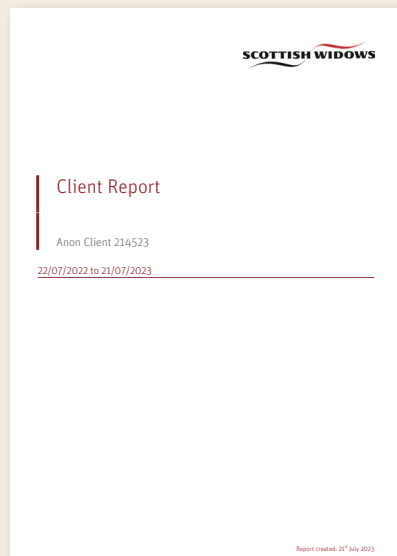 SCOTTISH WIDOWS
Client Report
Anon Client 214523
22/07/2022 to 21/07/2023
Report created: 21st July 2023